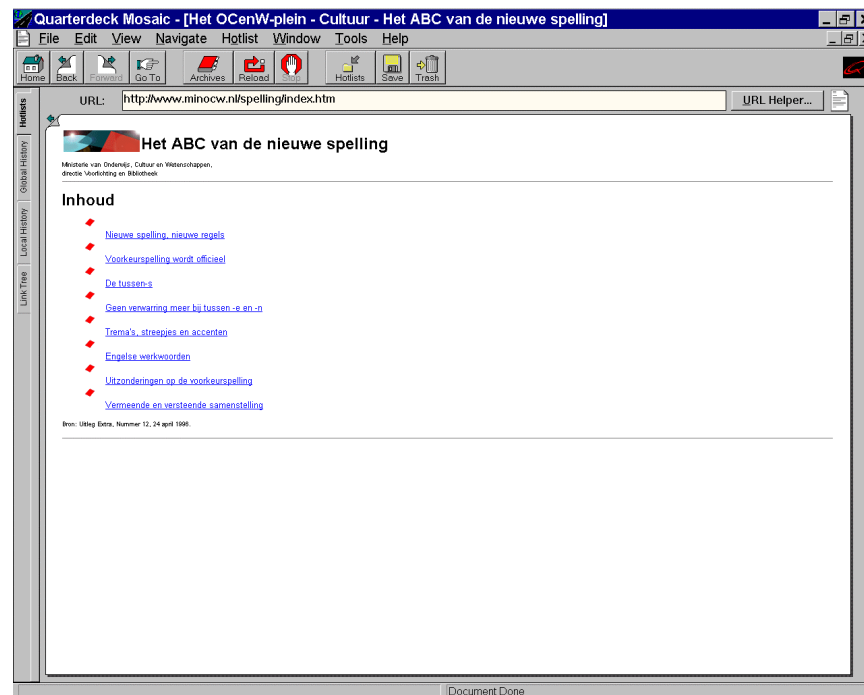 Quarterdeck Mosaic - [Het OCenW-plein - Cultuur - Het ABC van de nieuwe spelling]
File Edit View Navigate Hotlist Window Tools Help
Home Back Forward Go To Archives Reload Stop Hotlists Save Trash
URL: http://www.minocw.nl/spelling/index.htm URL Helper...
Hotlists
Global History
Local History
Link Tree
Het ABC van de nieuwe spelling
Ministerie van Onderwijs, Cultuur en Wetenschappen,
directie Voorlichting en Bibliotheek
Inhoud
Nieuwe spelling, nieuwe regels
Voorkeurspelling wordt officieel
De tussen-s
Geen verwarring meer bij tussen -e en -n
Trema's, streepjes en accenten
Engelse werkwoorden
Uitzonderingen op de voorkeurspelling
Vermeende en versteende samenstelling
Bron: Uitleg Extra, Nummer 12, 24 april 1996.
Document Done